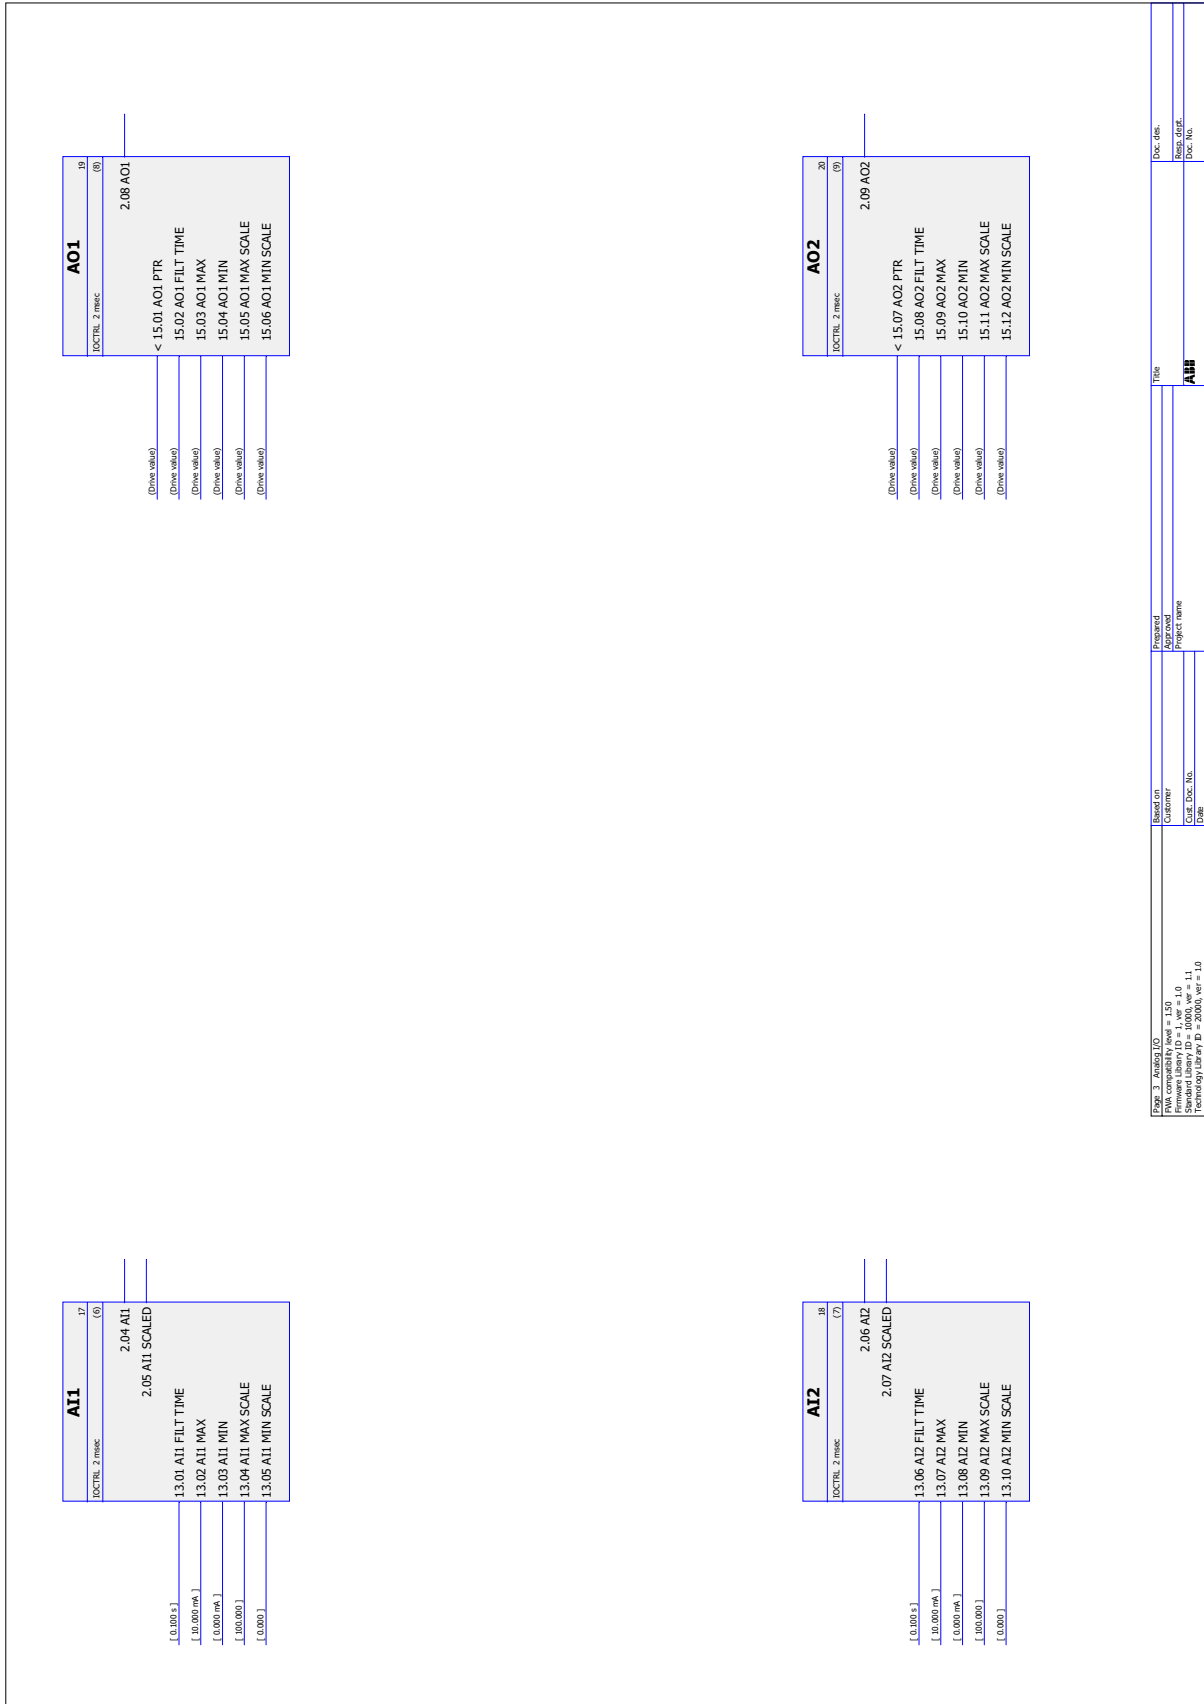 AI1
17
IOCTRL 2 msec
(6)
2.04 AI1
2.05 AI1 SCALED
[ 0.100 s ]
13.01 AI1 FILT TIME
[ 10.000 mA ]
13.02 AI1 MAX
[ 0.000 mA ]
13.03 AI1 MIN
[ 100.000 ]
13.04 AI1 MAX SCALE
[ 0.000 ]
13.05 AI1 MIN SCALE
AO1
19
IOCTRL 2 msec
(8)
2.08 AO1
(Drive value)
< 15.01 AO1 PTR
(Drive value)
15.02 AO1 FILT TIME
(Drive value)
15.03 AO1 MAX
(Drive value)
15.04 AO1 MIN
(Drive value)
15.05 AO1 MAX SCALE
(Drive value)
15.06 AO1 MIN SCALE
AI2
18
IOCTRL 2 msec
(7)
2.06 AI2
2.07 AI2 SCALED
[ 0.100 s ]
13.06 AI2 FILT TIME
[ 10.000 mA ]
13.07 AI2 MAX
[ 0.000 mA ]
13.08 AI2 MIN
[ 100.000 ]
13.09 AI2 MAX SCALE
[ 0.000 ]
13.10 AI2 MIN SCALE
AO2
20
IOCTRL 2 msec
(9)
2.09 AO2
(Drive value)
< 15.07 AO2 PTR
(Drive value)
15.08 AO2 FILT TIME
(Drive value)
15.09 AO2 MAX
(Drive value)
15.10 AO2 MIN
(Drive value)
15.11 AO2 MAX SCALE
(Drive value)
15.12 AO2 MIN SCALE
Page 3 Analog I/O
FWA compatibility level = 1.50
Firmware Library ID = 1, ver = 1.0
Standard Library ID = 10000, ver = 1.1
Technology Library ID = 20000, ver = 1.0
Based on
Customer
Cust. Doc. No.
Date
Prepared
Approved
Project name
Title
ABB
Doc. des.
Resp. dept.
Doc. No.